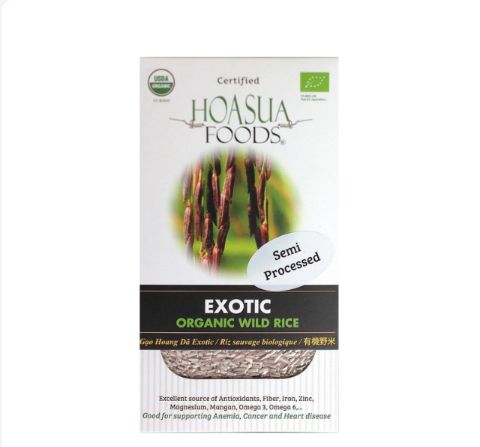 Certified
USDA
ORGANIC
HOASUA
FOODS®
Semi
Processed
EXOTIC
ORGANIC WILD RICE
Gạo Hoang Dã Exotic / Riz sauvage biologique / 有機野米
Excellent source of Antioxidants, Fiber, Iron, Zinc,
Magnesium, Mangan, Omega 3, Omega 6,...
Good for supporting Anemia, Cancer and Heart disease